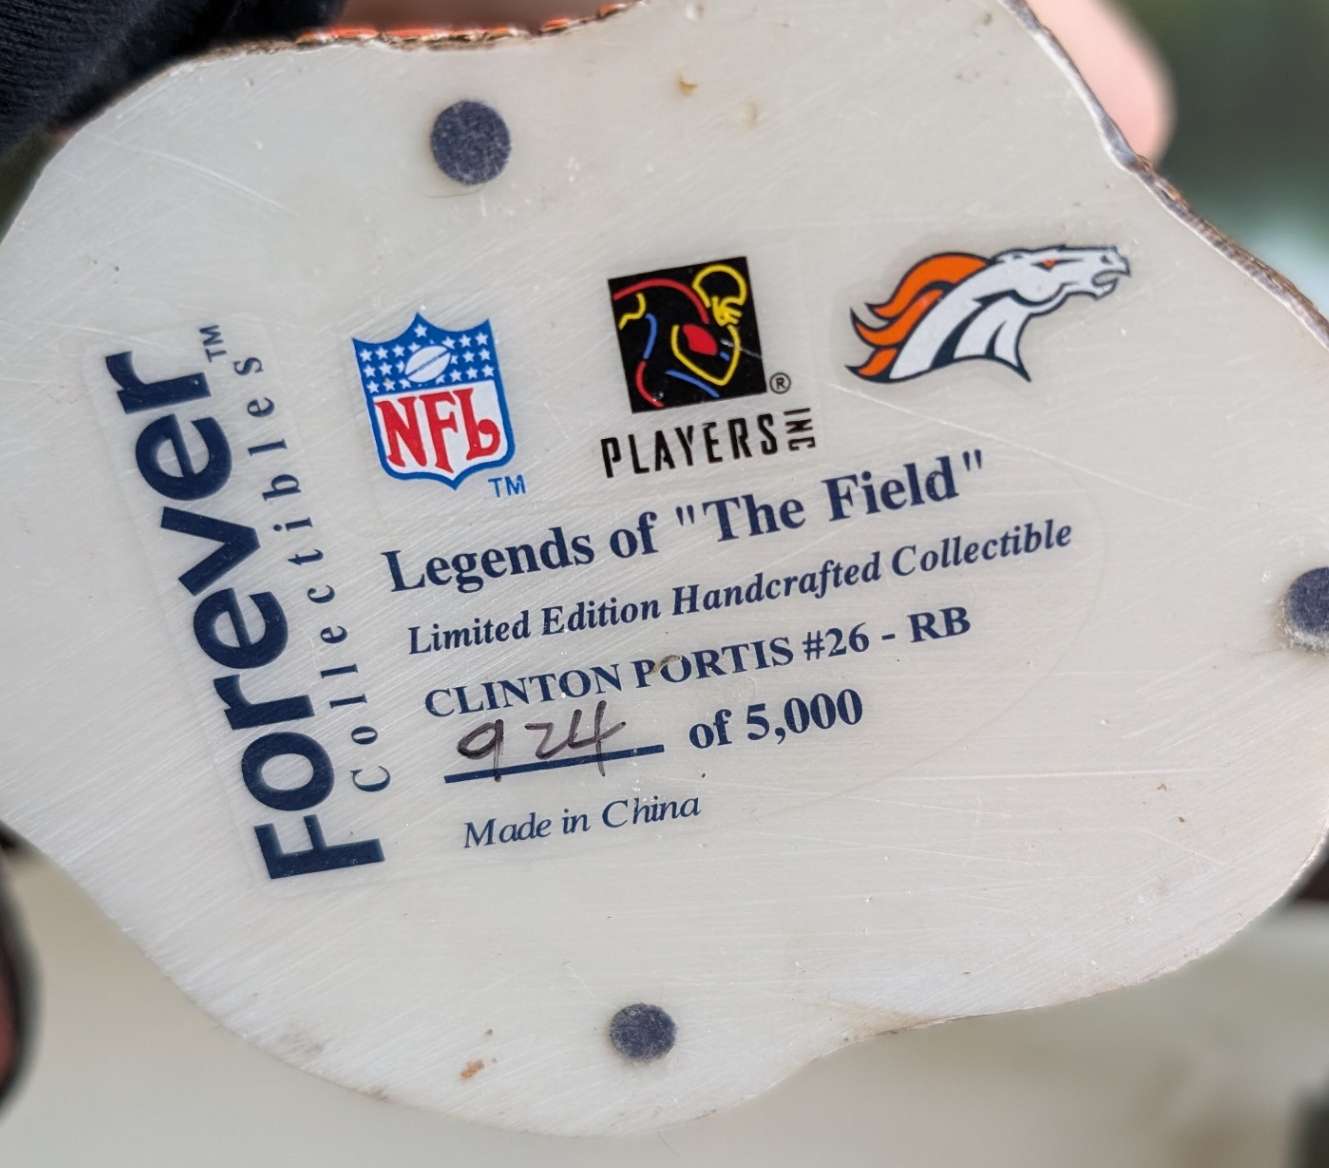 Forever™
Collectibles™
NFL
TM
®
PLAYERS INC
Legends of "The Field"
Limited Edition Handcrafted Collectible
CLINTON PORTIS #26 - RB
924 of 5,000
Made in China